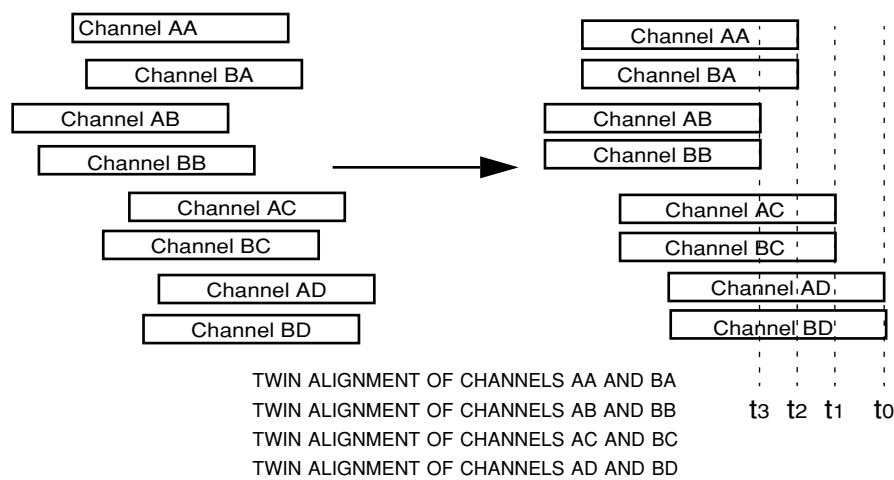 Channel AA
Channel BA
Channel AB
Channel BB
Channel AC
Channel BC
Channel AD
Channel BD
Channel AA
Channel BA
Channel AB
Channel BB
Channel AC
Channel BC
Channel AD
Channel BD
t3 t2 t1 t0
TWIN ALIGNMENT OF CHANNELS AA AND BA
TWIN ALIGNMENT OF CHANNELS AB AND BB
TWIN ALIGNMENT OF CHANNELS AC AND BC
TWIN ALIGNMENT OF CHANNELS AD AND BD